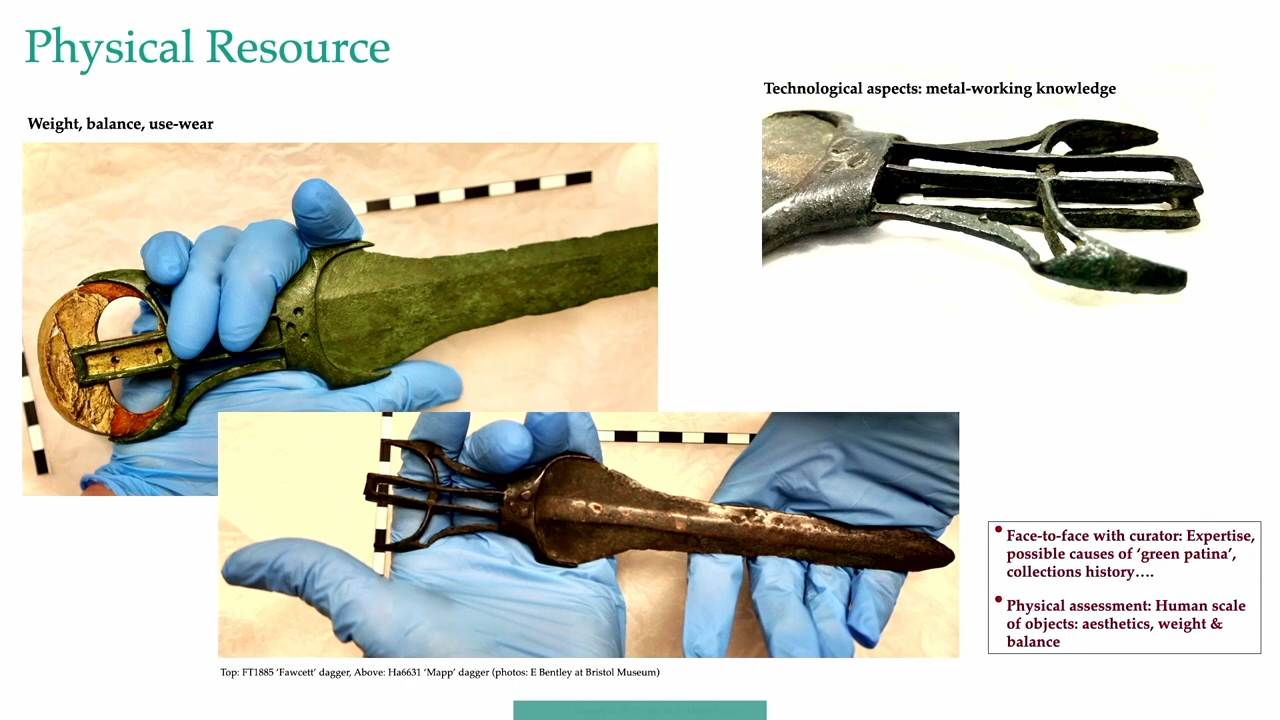 Physical Resource
Technological aspects: metal-working knowledge
Weight, balance, use-wear
• Face-to-face with curator: Expertise,
possible causes of ‘green patina’,
collections history….
• Physical assessment: Human scale
of objects: aesthetics, weight &
balance
Top: FT1885 ‘Fawcett’ dagger, Above: Ha6631 ‘Mapp’ dagger (photos: E Bentley at Bristol Museum)